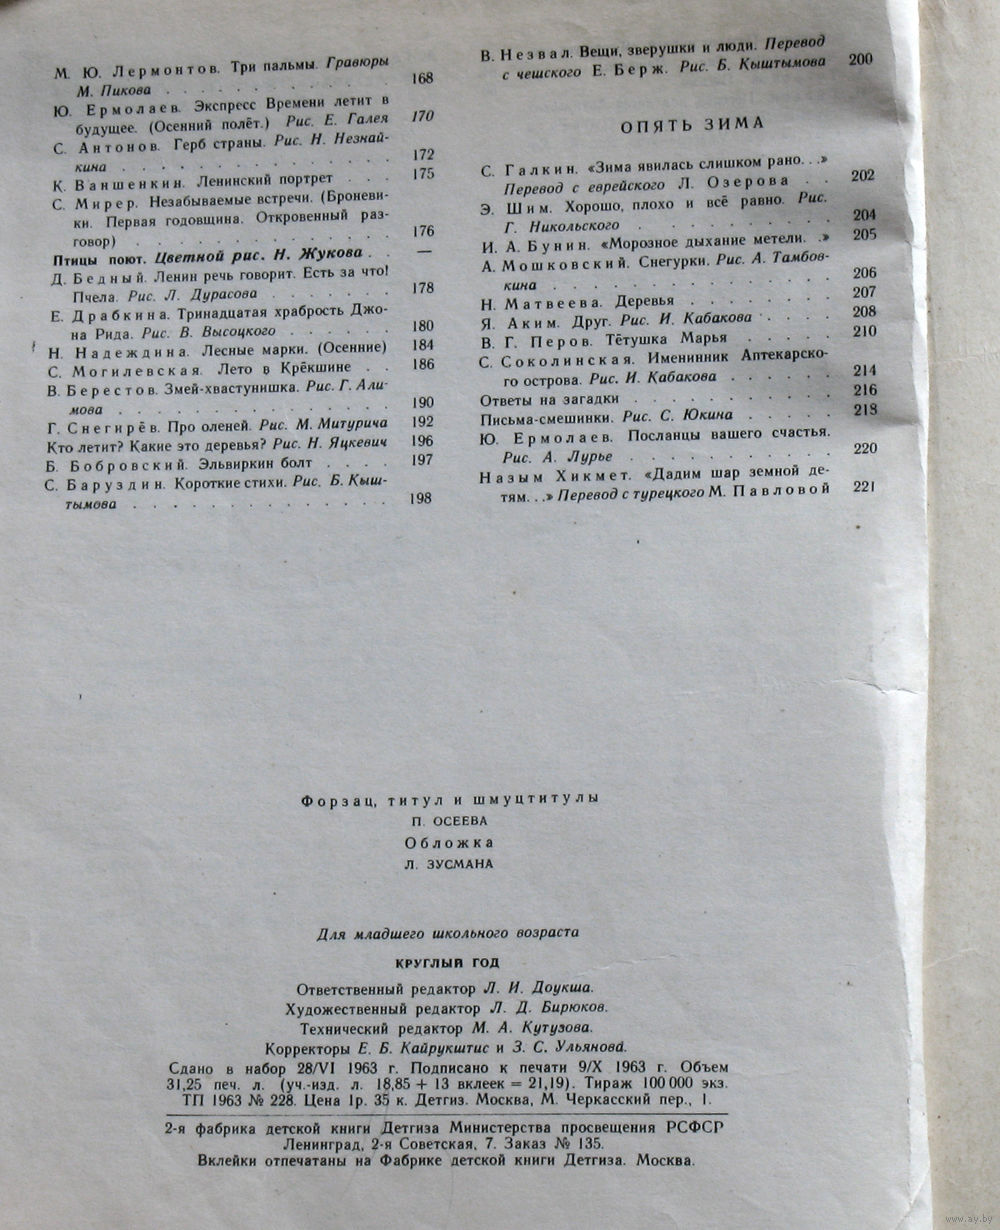 М. Ю. Лермонтов. Три пальмы. Гравюры
М. Пикова . . . . . . . . . . . . 168
Ю. Ермолаев. Экспресс Времени летит в
будущее. (Осенний полёт.) Рис. Е. Галея 170
С. Антонов. Герб страны. Рис. Н. Незнай-
кина . . . . . . . . . . . . . . 172
К. Ваншенкин. Ленинский портрет . . . 175
С. Мирер. Незабываемые встречи. (Броневи-
ки. Первая годовщина. Откровенный раз-
говор) . . . . . . . . . . . . . . 176
Птицы поют. Цветной рис. Н. Жукова . . —
Д. Бедный. Ленин речь говорит. Есть за что!
Пчела. Рис. Л. Дурасова . . . . . . . 178
Е. Драбкина. Тринадцатая храбрость Джо-
на Рида. Рис. В. Высоцкого . . . . . . 180
Н. Надеждина. Лесные марки. (Осенние) 184
С. Могилевская. Лето в Крёкшине . . 186
В. Берестов. Змей-хвастунишка. Рис. Г. Али-
мова . . . . . . . . . . . . . . 190
Г. Снегирёв. Про оленей. Рис. М. Митурича 192
Кто летит? Какие это деревья? Рис. Н. Яцкевич 196
Б. Бобровский. Эльвиркин болт . . . . 197
С. Баруздин. Короткие стихи. Рис. Б. Кыш-
тымова . . . . . . . . . . . . . . 198
В. Незвал. Вещи, зверушки и люди. Перевод
с чешского Е. Берж. Рис. Б. Кыштымова 200
ОПЯТЬ ЗИМА
С. Галкин. «Зима явилась слишком рано. . .»
Перевод с еврейского Л. Озерова . . 202
Э. Шим. Хорошо, плохо и всё равно. Рис.
Г. Никольского . . . . . . . . . . 204
И. А. Бунин. «Морозное дыхание метели. .» 205
А. Мошковский. Снегурки. Рис. А. Тамбов-
кина . . . . . . . . . . . . . . 206
Н. Матвеева. Деревья . . . . . . . . 207
Я. Аким. Друг. Рис. И. Кабакова . . . . 208
В. Г. Перов. Тётушка Марья . . . . . 210
С. Соколинская. Именинник Аптекарско-
го острова. Рис. И. Кабакова . . . . . . 214
Ответы на загадки . . . . . . . . . . 216
Письма-смешинки. Рис. С. Юкина . . . . . 218
Ю. Ермолаев. Посланцы вашего счастья.
Рис. А. Лурье . . . . . . . . . . 220
Назым Хикмет. «Дадим шар земной де-
тям. . .» Перевод с турецкого М. Павловой 221
Форзац, титул и шмуцтитулы
П. ОСЕЕВА
Обложка
Л. ЗУСМАНА
Для младшего школьного возраста
КРУГЛЫЙ ГОД
Ответственный редактор Л. И. Доукша.
Художественный редактор Л. Д. Бирюков.
Технический редактор М. А. Кутузова.
Корректоры Е. Б. Кайрукштис и З. С. Ульянова.
Сдано в набор 28/VI 1963 г. Подписано к печати 9/X 1963 г. Объем
31,25 печ. л. (уч.-изд. л. 18,85 + 13 вклеек = 21,19). Тираж 100 000 экз.
ТП 1963 № 228. Цена 1р. 35 к. Детгиз. Москва, М. Черкасский пер., 1.
2-я фабрика детской книги Детгиза Министерства просвещения РСФСР
Ленинград, 2-я Советская, 7. Заказ № 135.
Вклейки отпечатаны на Фабрике детской книги Детгиза. Москва.
www.ay.by